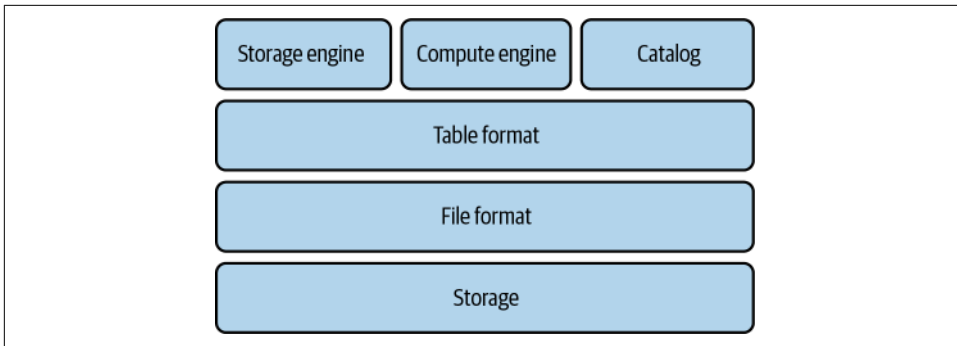 Storage engine
Compute engine
Catalog
Table format
File format
Storage